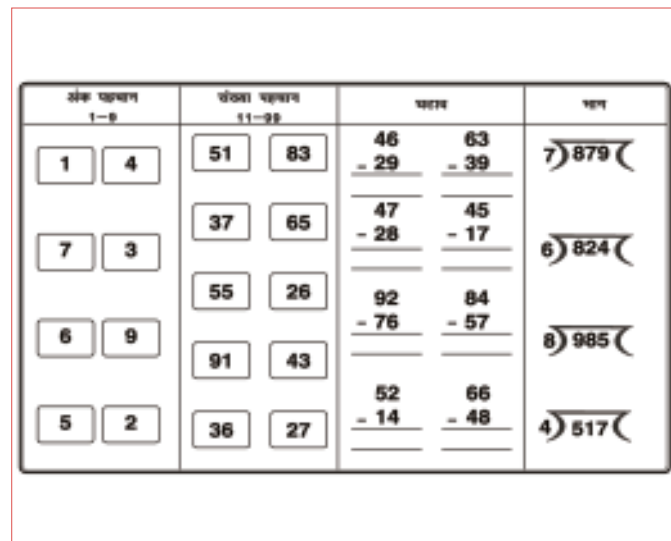 अंक पहचान
1-9
1 4
7 3
6 9
5 2
संख्या पहचान
11-99
51 83
37 65
55 26
91 43
36 27
घटाव
46 63
- 29 - 39
47 45
- 28 - 17
92 84
- 76 - 57
52 66
- 14 - 48
भाग
7)879(
6)824(
8)985(
4)517(